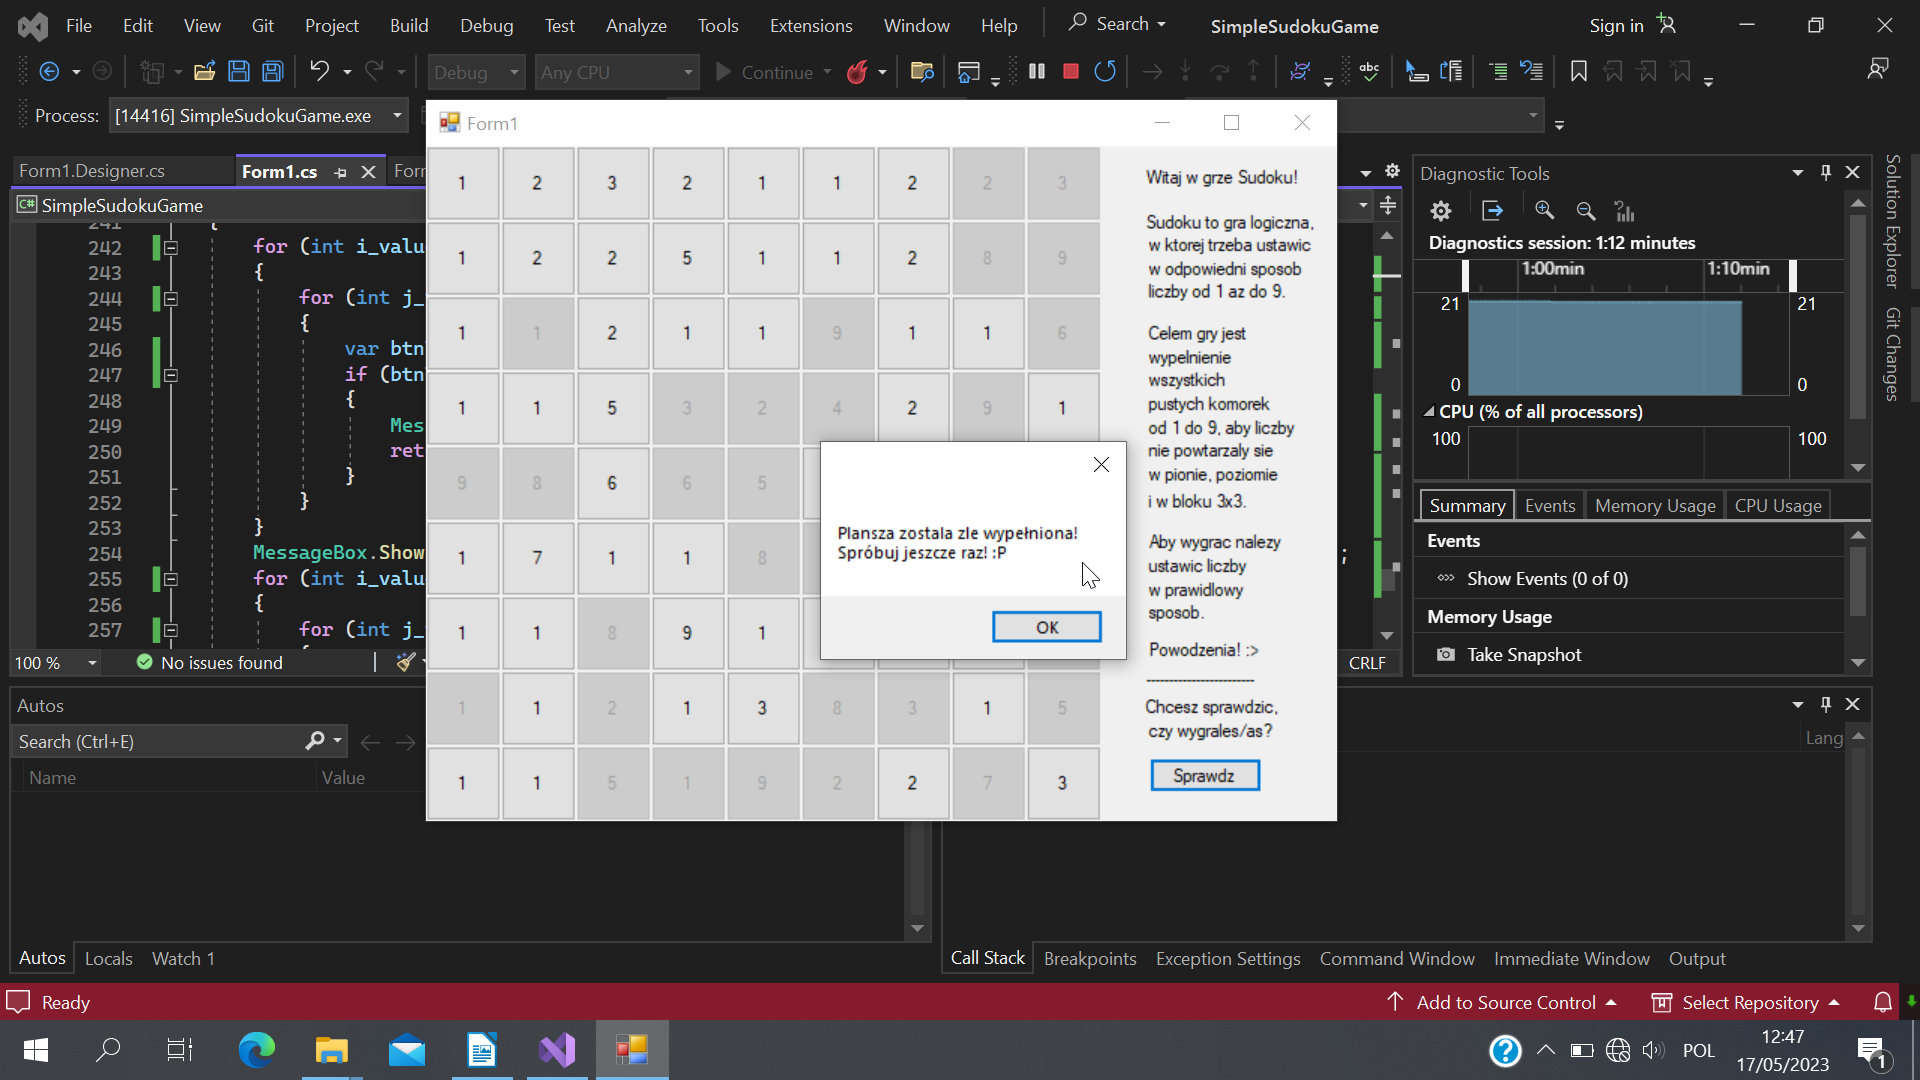 File Edit View Git Project Build Debug Test Analyze Tools Extensions Window Help Search SimpleSudokuGame Sign in
Debug Any CPU Continue
Process: [14416] SimpleSudokuGame.exe
Form1
Form1.Designer.cs Form1.cs
SimpleSudokuGame
242 for (int i_valu
243 {
244 for (int j_
245 {
246 var btn
247 if (btn
248 {
249 Mes
250 ret
251 }
252 }
253 }
254 MessageBox.Show ;
255 for (int i_valu
256 {
257 for (int j_
100 % No issues found CRLF
1 2 3 2 1 1 2 2 3
1 2 2 5 1 1 2 8 9
1 1 2 1 1 9 1 1 6
1 1 5 3 2 4 2 9 1
9 8 6 6 5
1 7 1 1 8
1 1 8 9 1
1 1 2 1 3 8 3 1 5
1 1 5 1 9 2 2 7 3
Witaj w grze Sudoku!
Sudoku to gra logiczna,
w ktorej trzeba ustawic
w odpowiedni sposob
liczby od 1 az do 9.
Celem gry jest
wypelnienie
wszystkich
pustych komorek
od 1 do 9, aby liczby
nie powtarzaly sie
w pionie, poziomie
i w bloku 3x3.
Aby wygrac nalezy
ustawic liczby
w prawidlowy
sposob.
Powodzenia! :>
------------------------
Chcesz sprawdzic,
czy wygrales/as?
Sprawdz
Plansza zostala zle wypełniona!
Spróbuj jeszcze raz! :P
OK
Diagnostic Tools
Diagnostics session: 1:12 minutes
1:00min 1:10min
21 21
0 0
CPU (% of all processors)
100 100
Summary Events Memory Usage CPU Usage
Events
Show Events (0 of 0)
Memory Usage
Take Snapshot
Solution Explorer
Git Changes
Autos
Search (Ctrl+E)
Name Value
Lang
Autos Locals Watch 1
Call Stack Breakpoints Exception Settings Command Window Immediate Window Output
Ready Add to Source Control Select Repository
POL
12:47
17/05/2023
1